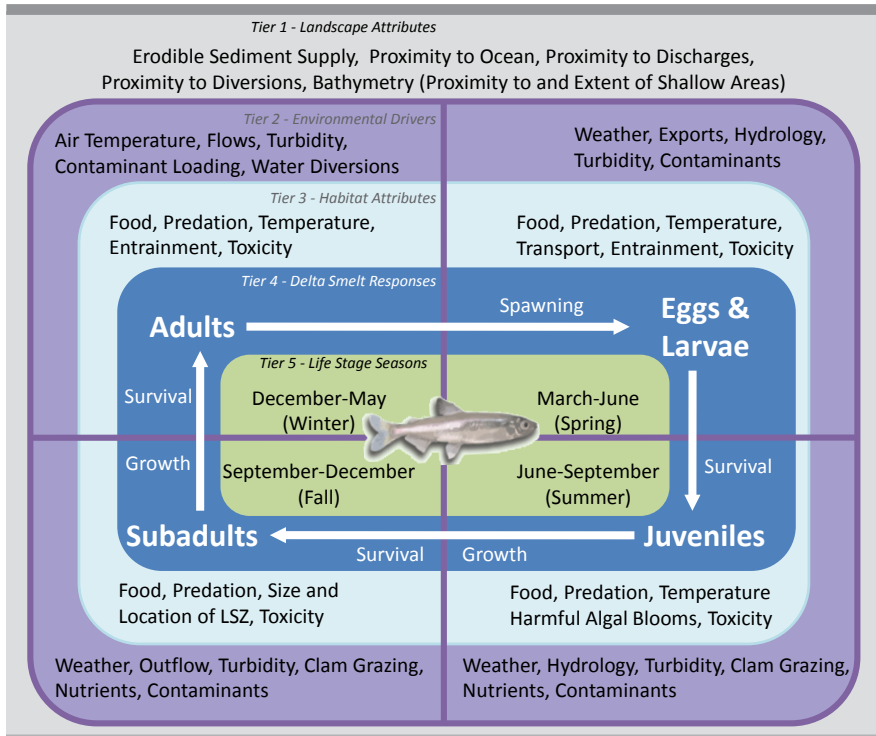 Tier 1 - Landscape Attributes
Erodible Sediment Supply, Proximity to Ocean, Proximity to Discharges,
Proximity to Diversions, Bathymetry (Proximity to and Extent of Shallow Areas)
Tier 2 - Environmental Drivers
Air Temperature, Flows, Turbidity,
Contaminant Loading, Water Diversions
Weather, Exports, Hydrology,
Turbidity, Contaminants
Tier 3 - Habitat Attributes
Food, Predation, Temperature,
Entrainment, Toxicity
Food, Predation, Temperature,
Transport, Entrainment, Toxicity
Tier 4 - Delta Smelt Responses
Adults
Spawning
Eggs &
Larvae
Tier 5 - Life Stage Seasons
Survival
December-May
(Winter)
March-June
(Spring)
Growth
September-December
(Fall)
June-September
(Summer)
Survival
Subadults
Survival
Growth
Juveniles
Food, Predation, Size and
Location of LSZ, Toxicity
Food, Predation, Temperature
Harmful Algal Blooms, Toxicity
Weather, Outflow, Turbidity, Clam Grazing,
Nutrients, Contaminants
Weather, Hydrology, Turbidity, Clam Grazing,
Nutrients, Contaminants